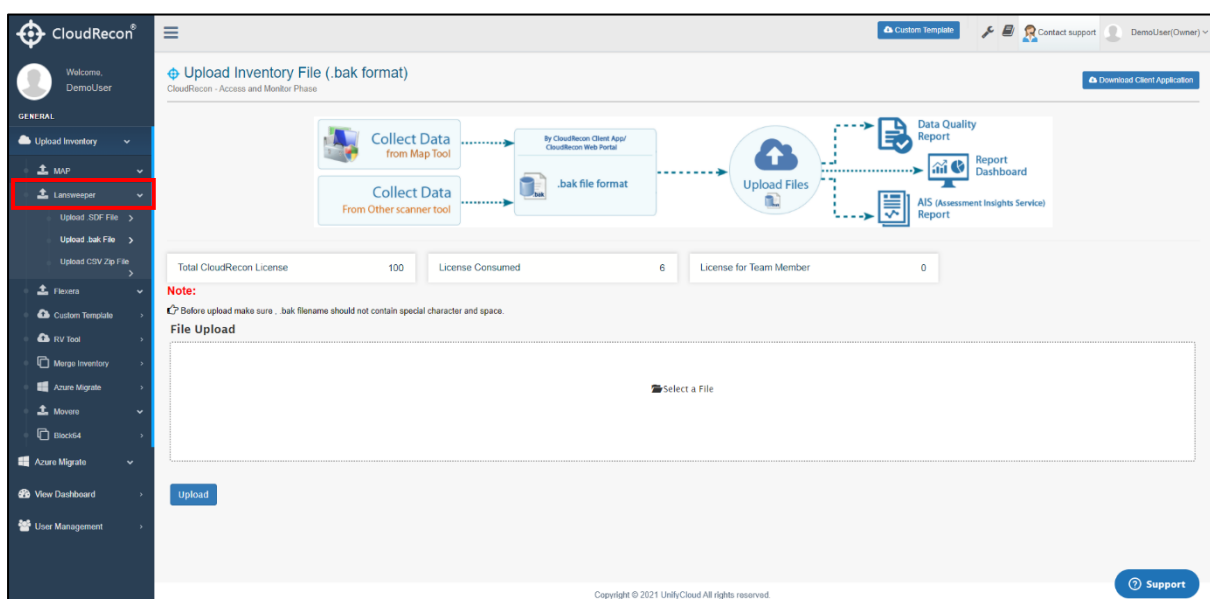 CloudRecon®
Custom Template
Contact support
DemoUser(Owner)
Welcome,
DemoUser
GENERAL
Upload Inventory
MAP
Lansweeper
Upload .SDF File
Upload .bak File
Upload CSV Zip File
Flexera
Custom Template
RV Tool
Merge Inventory
Azure Migrate
Movere
Block64
Azure Migrate
View Dashboard
User Management
Upload Inventory File (.bak format)
CloudRecon - Access and Monitor Phase
Download Client Application
Collect Data
from Map Tool
Collect Data
From Other scanner tool
By CloudRecon Client App/
CloudRecon Web Portal
.bak
.bak file format
Upload Files
Data Quality
Report
Report
Dashboard
AIS (Assessment Insights Service)
Report
Total CloudRecon License 100
License Consumed 6
License for Team Member 0
Note:
Before upload make sure , .bak filename should not contain special character and space.
File Upload
Select a File
Upload
Copyright © 2021 UnifyCloud All rights reserved.
Support